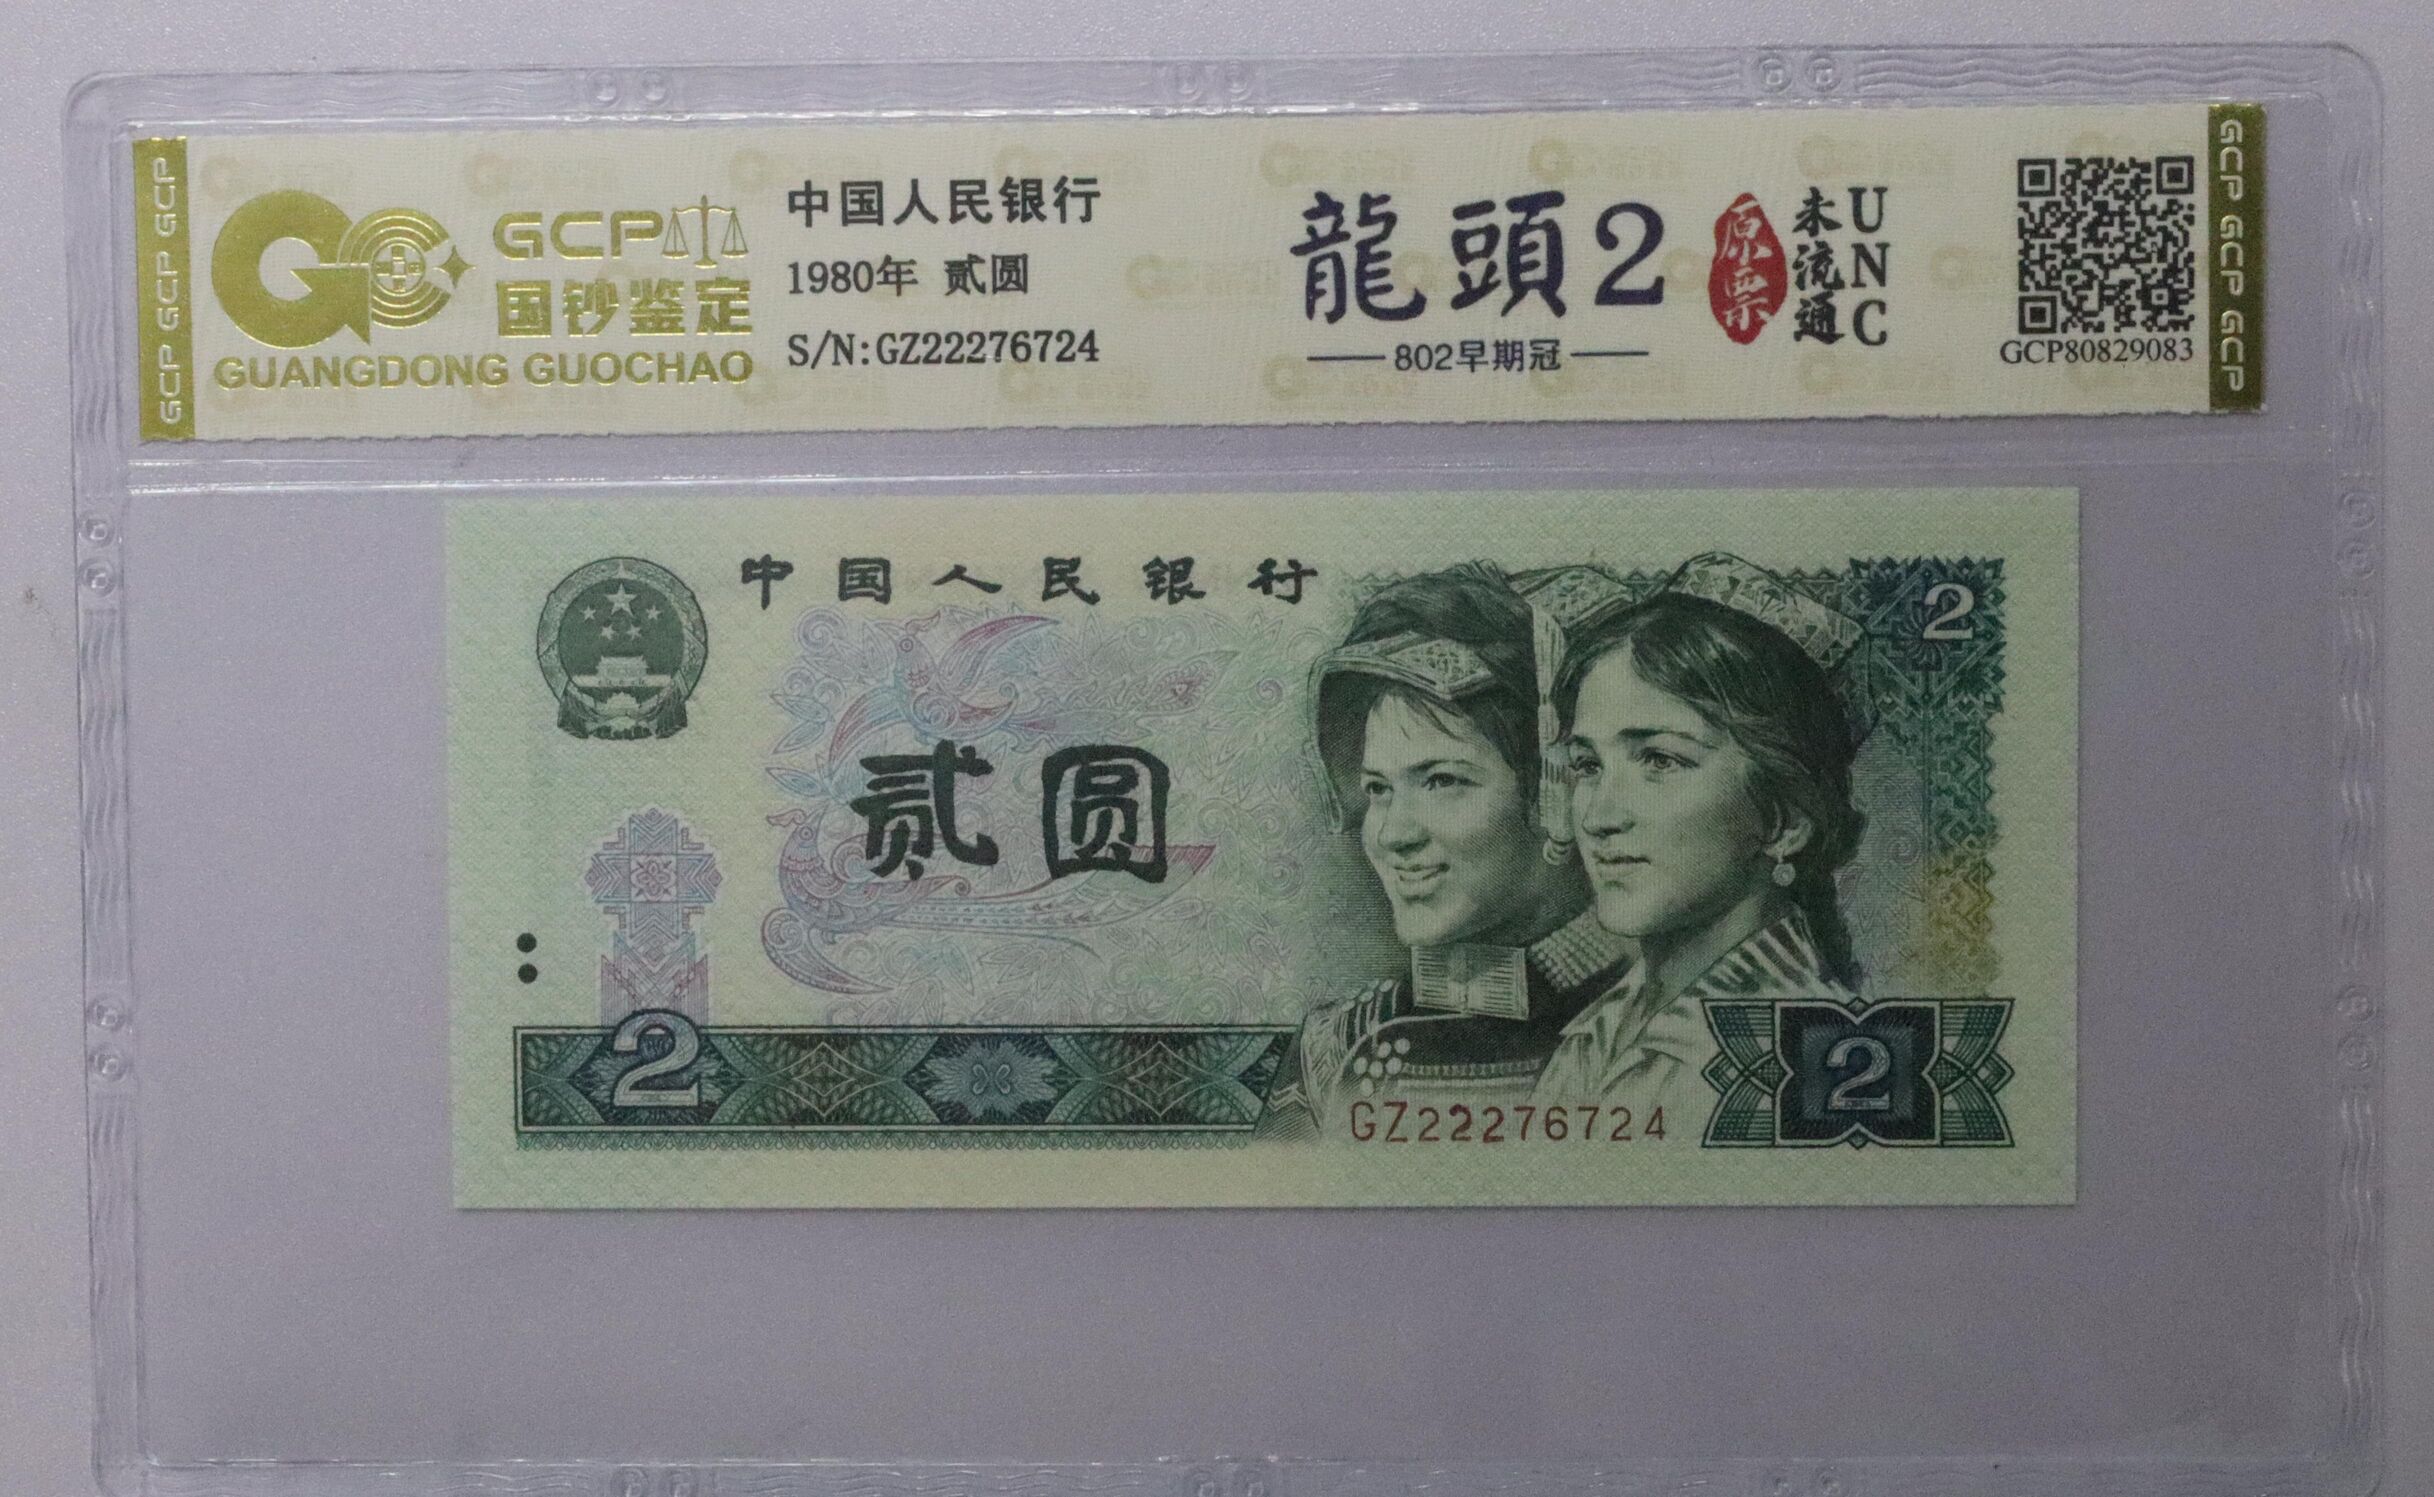 GCP GCP GCP
GCP
国钞鉴定
GUANGDONG GUOCHAO
中国人民银行
1980年 贰圆
S/N:GZ22276724
龍頭2
802早期冠
原票
未流通
UNC
GCP80829083
GCP GCP GCP
中国人民银行
2
贰圆
2
2
GZ22276724